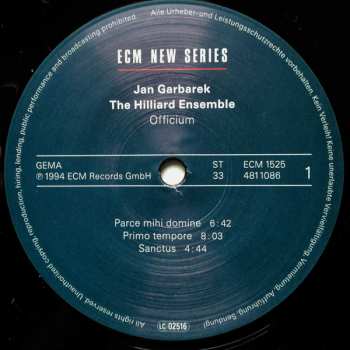 Alle Urheber- und Leistungsschutzrechte vorbehalten. Kein Verleih! Keine unerlaubte Vervielfältigung, Vermietung, Aufführung, Sendung!
ECM NEW SERIES
Jan Garbarek
The Hilliard Ensemble
Officium
GEMA ST ECM 1525
℗ 1994 ECM Records GmbH 33 4811086 1
Parce mihi domine 6:42
Primo tempore 8:03
Sanctus 4:44
LC 02516
All rights reserved. Unauthorized copying, reproduction, hiring, lending, public performance and broadcasting prohibited.